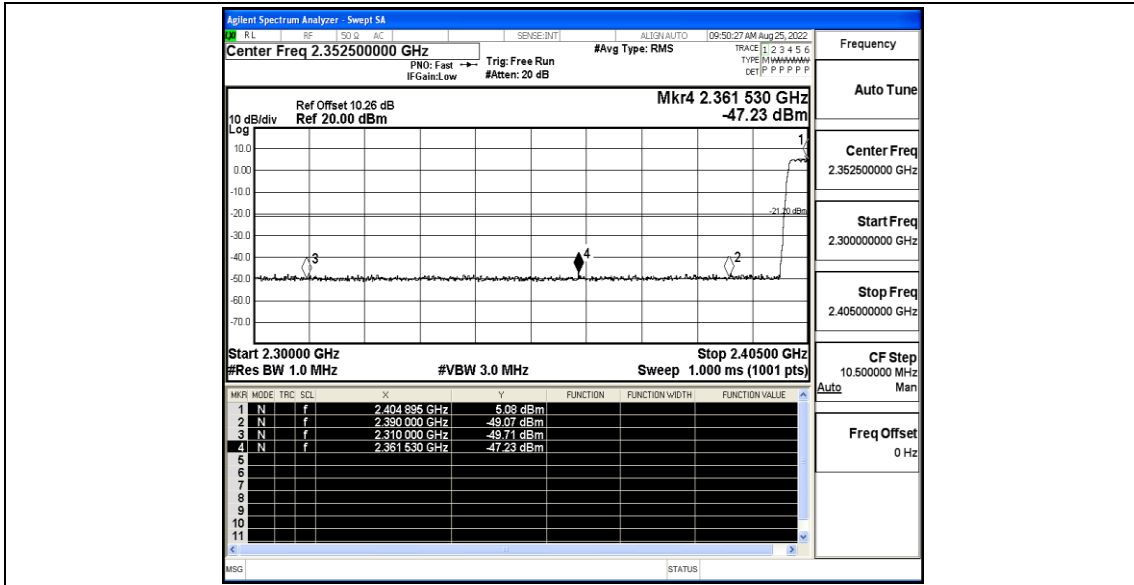 Agilent Spectrum Analyzer - Swept SA
LXI RL RF 50 Ω AC SENSE:INT ALIGNAUTO 09:50:27 AM Aug 25, 2022
Center Freq 2.352500000 GHz #Avg Type: RMS TRACE 1 2 3 4 5 6
PNO: Fast Trig: Free Run TYPE M WWWWW
IFGain:Low #Atten: 20 dB DET P P P P P P
Mkr4 2.361 530 GHz
-47.23 dBm
Ref Offset 10.26 dB
10 dB/div Ref 20.00 dBm
Log
10.0
0.00
-10.0
-20.0
-30.0
-40.0
-50.0
-60.0
-70.0
1
-21.20 dBm
3
4
2
Start 2.30000 GHz Stop 2.40500 GHz
#Res BW 1.0 MHz #VBW 3.0 MHz Sweep 1.000 ms (1001 pts)
MKR MODE TRC SCL X Y FUNCTION FUNCTION WIDTH FUNCTION VALUE
1 N f 2.404 895 GHz 5.08 dBm
2 N f 2.390 000 GHz -49.07 dBm
3 N f 2.310 000 GHz -49.71 dBm
4 N f 2.361 530 GHz -47.23 dBm
5
6
7
8
9
10
11
MSG STATUS
Frequency
Auto Tune
Center Freq
2.352500000 GHz
Start Freq
2.300000000 GHz
Stop Freq
2.405000000 GHz
CF Step
10.500000 MHz
Auto Man
Freq Offset
0 Hz